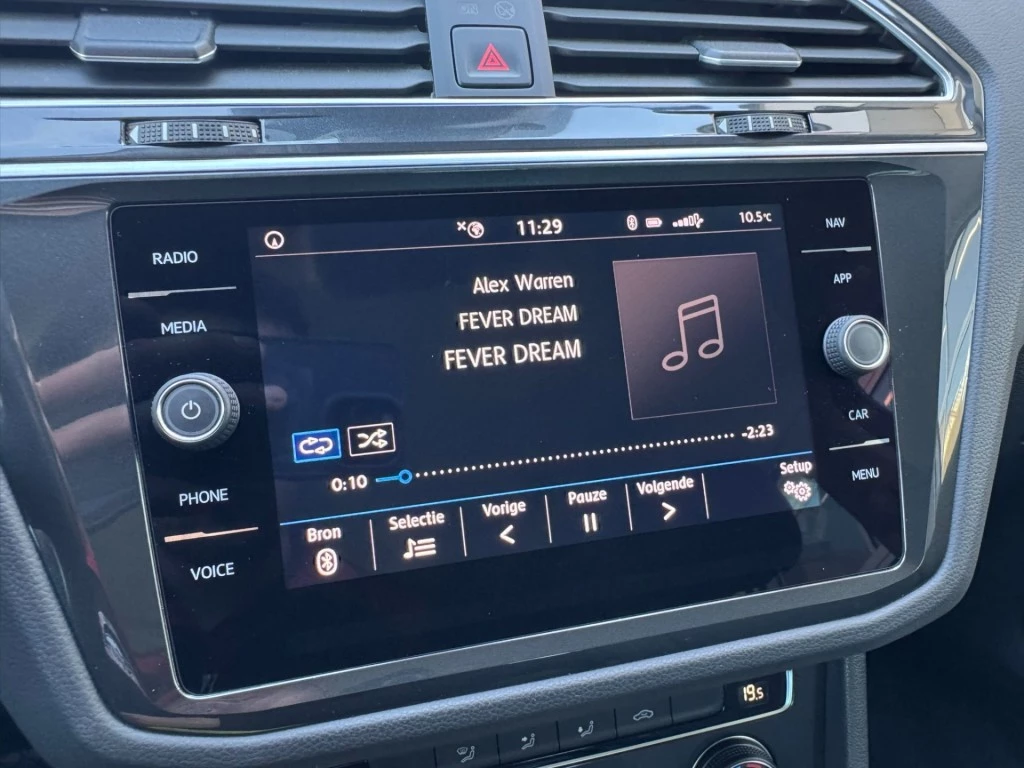 11:29
10.5°C
NAV
RADIO
APP
MEDIA
Alex Warren
FEVER DREAM
FEVER DREAM
CAR
MENU
0:10
-2:23
PHONE
VOICE
Bron
Selectie
Vorige
Pauze
Volgende
Setup
19.5